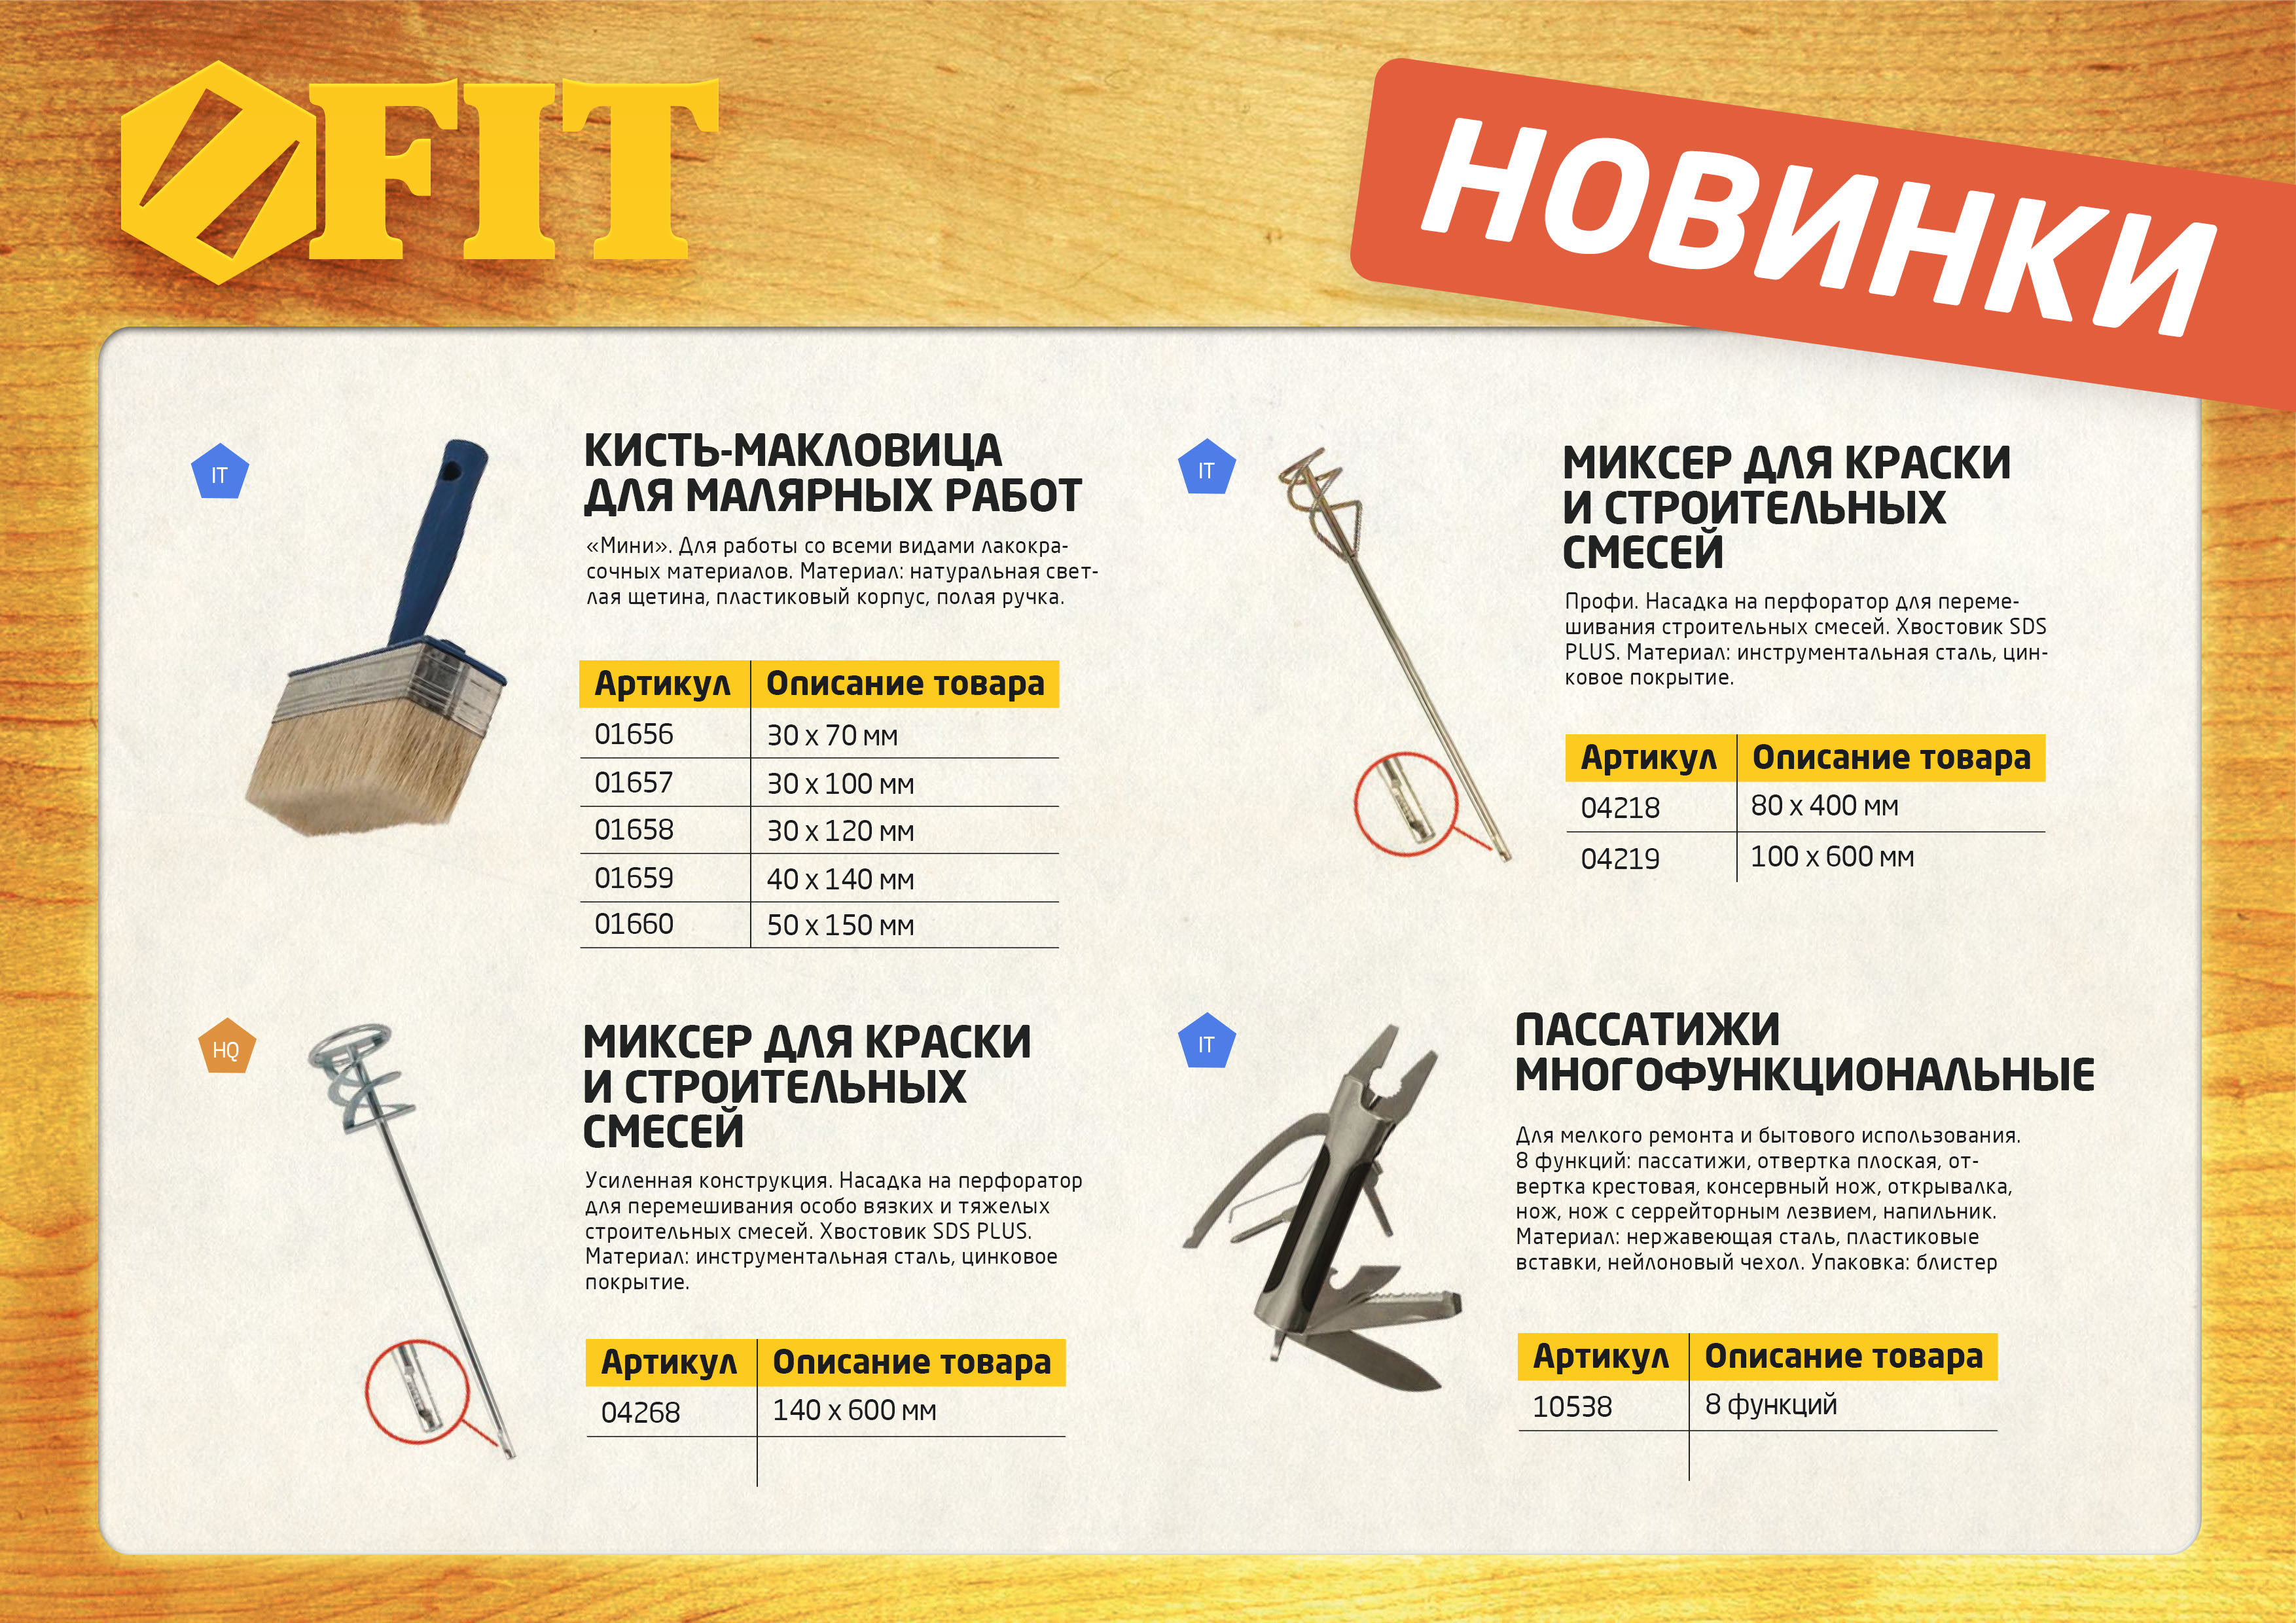 FIT
НОВИНКИ
IT
КИСТЬ-МАКЛОВИЦА
ДЛЯ МАЛЯРНЫХ РАБОТ
«Мини». Для работы со всеми видами лакокра-
сочных материалов. Материал: натуральная свет-
лая щетина, пластиковый корпус, полая ручка.
Артикул Описание товара
01656 30 х 70 мм
01657 30 х 100 мм
01658 30 х 120 мм
01659 40 х 140 мм
01660 50 х 150 мм
IT
МИКСЕР ДЛЯ КРАСКИ
И СТРОИТЕЛЬНЫХ
СМЕСЕЙ
Профи. Насадка на перфоратор для переме-
шивания строительных смесей. Хвостовик SDS
PLUS. Материал: инструментальная сталь, цин-
ковое покрытие.
Артикул Описание товара
04218 80 х 400 мм
04219 100 х 600 мм
HQ
МИКСЕР ДЛЯ КРАСКИ
И СТРОИТЕЛЬНЫХ
СМЕСЕЙ
Усиленная конструкция. Насадка на перфоратор
для перемешивания особо вязких и тяжелых
строительных смесей. Хвостовик SDS PLUS.
Материал: инструментальная сталь, цинковое
покрытие.
Артикул Описание товара
04268 140 х 600 мм
IT
ПАССАТИЖИ
МНОГОФУНКЦИОНАЛЬНЫЕ
Для мелкого ремонта и бытового использования.
8 функций: пассатижи, отвертка плоская, от-
вертка крестовая, консервный нож, открывалка,
нож, нож с серрейторным лезвием, напильник.
Материал: нержавеющая сталь, пластиковые
вставки, нейлоновый чехол. Упаковка: блистер
Артикул Описание товара
10538 8 функций